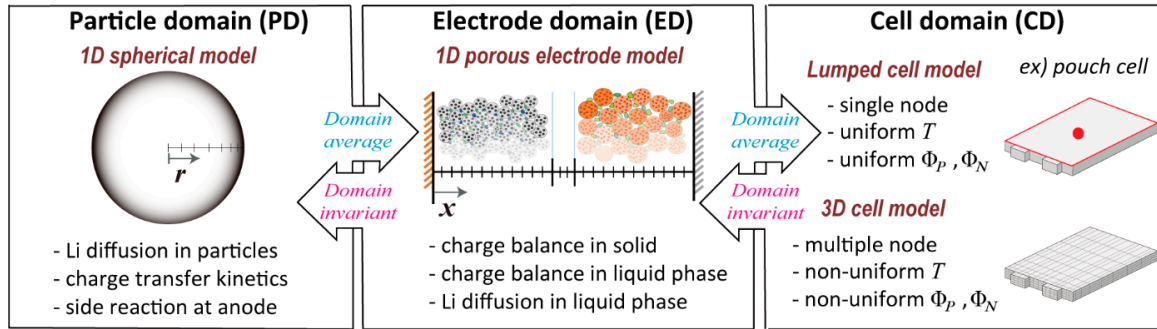 Particle domain (PD)
1D spherical model
r
- Li diffusion in particles
- charge transfer kinetics
- side reaction at anode
Domain
average
Domain
invariant
Electrode domain (ED)
1D porous electrode model
x
- charge balance in solid
- charge balance in liquid phase
- Li diffusion in liquid phase
Domain
average
Domain
invariant
Cell domain (CD)
Lumped cell model
ex) pouch cell
- single node
- uniform T
- uniform Φ_P , Φ_N
3D cell model
- multiple node
- non-uniform T
- non-uniform Φ_P , Φ_N